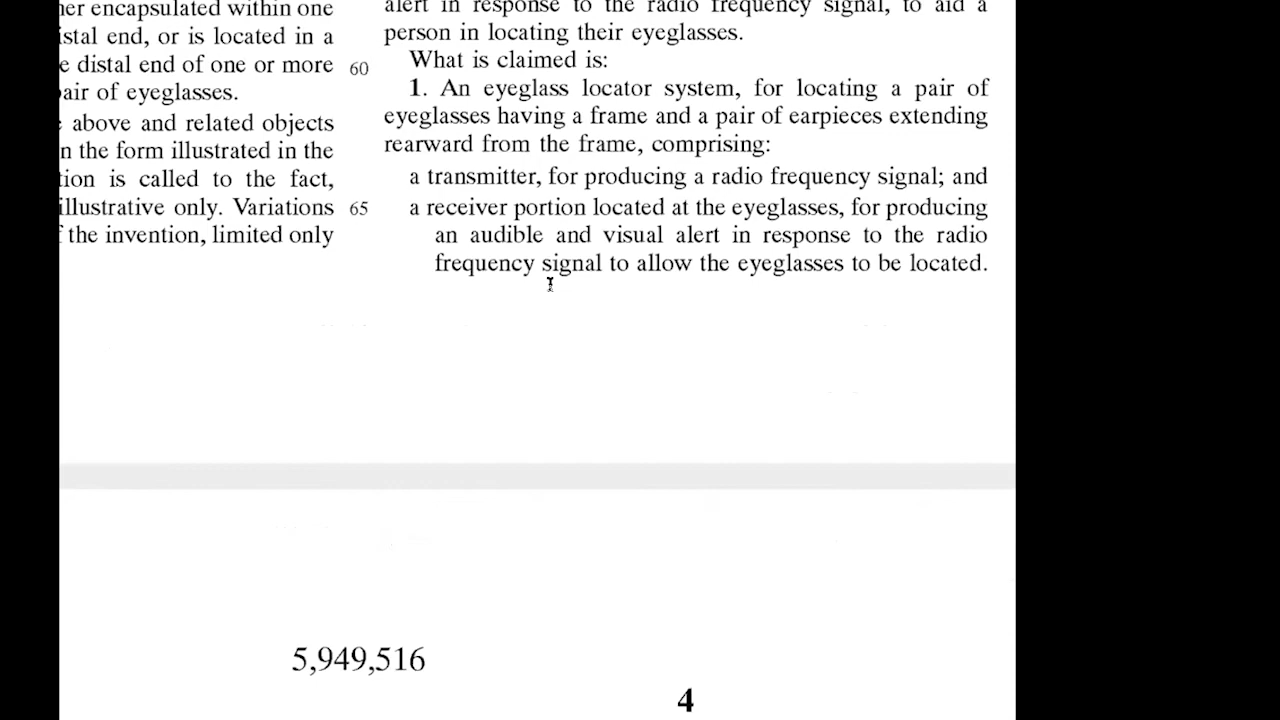 her encapsulated within one
istal end, or is located in a
e distal end of one or more
air of eyeglasses.
above and related objects
n the form illustrated in the
tion is called to the fact,
illustrative only. Variations
f the invention, limited only
60
65
alert in response to the radio frequency signal, to aid a
person in locating their eyeglasses.
What is claimed is:
1. An eyeglass locator system, for locating a pair of
eyeglasses having a frame and a pair of earpieces extending
rearward from the frame, comprising:
a transmitter, for producing a radio frequency signal; and
a receiver portion located at the eyeglasses, for producing
an audible and visual alert in response to the radio
frequency signal to allow the eyeglasses to be located.
5,949,516
4